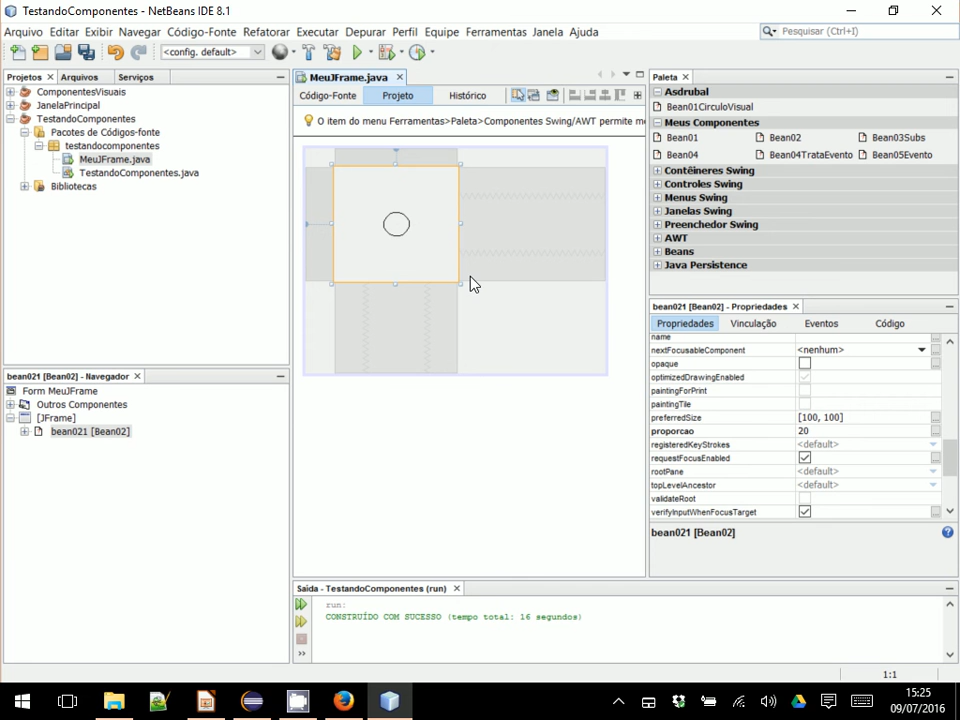 TestandoComponentes - NetBeans IDE 8.1
Arquivo Editar Exibir Navegar Código-Fonte Refatorar Executar Depurar Perfil Equipe Ferramentas Janela Ajuda
Pesquisar (Ctrl+I)
<config. default>
Projetos Arquivos Serviços
ComponentesVisuais
JanelaPrincipal
TestandoComponentes
Pacotes de Códigos-fonte
testandocomponentes
MeuJFrame.java
TestandoComponentes.java
Bibliotecas
bean021 [Bean02] - Navegador
Form MeuJFrame
Outros Componentes
[JFrame]
bean021 [Bean02]
MeuJFrame.java
Código-Fonte Projeto Histórico
O item do menu Ferramentas>Paleta>Componentes Swing/AWT permite me
Paleta
Asdrubal
Bean01CirculoVisual
Meus Componentes
Bean01 Bean02 Bean03Subs
Bean04 Bean04TrataEvento Bean05Evento
Contêineres Swing
Controles Swing
Menus Swing
Janelas Swing
Preenchedor Swing
AWT
Beans
Java Persistence
bean021 [Bean02] - Propriedades
Propriedades Vinculação Eventos Código
name
nextFocusableComponent <nenhum>
opaque
optimizedDrawingEnabled
paintingForPrint
paintingTile
preferredSize [100, 100]
proporcao 20
registeredKeyStrokes <default>
requestFocusEnabled
rootPane <default>
topLevelAncestor <default>
validateRoot
verifyInputWhenFocusTarget
bean021 [Bean02]
Saída - TestandoComponentes (run)
run:
CONSTRUÍDO COM SUCESSO (tempo total: 16 segundos)
1:1
15:25
09/07/2016